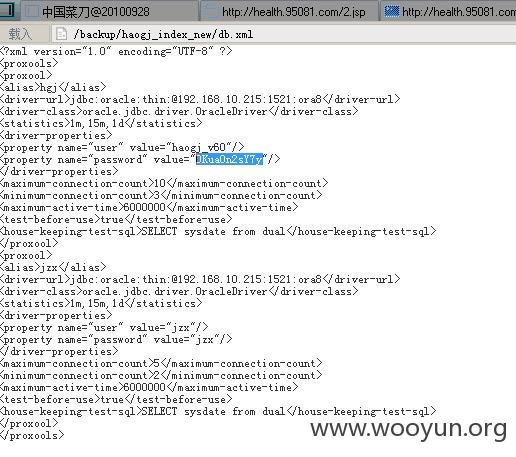 中国菜刀@20100928
http://health.95081.com/2.jsp
http://health.95081.com/
载入
/backup/haogj_index_new/db.xml
<?xml version="1.0" encoding="UTF-8" ?>
<proxools>
<proxool>
<alias>hgj</alias>
<driver-url>jdbc:oracle:thin:@192.168.10.215:1521:ora8</driver-url>
<driver-class>oracle.jdbc.driver.OracleDriver</driver-class>
<statistics>1m,15m,1d</statistics>
<driver-properties>
<property name="user" value="haogj_v60"/>
<property name="password" value="DKuaOn2sY7y"/>
</driver-properties>
<maximum-connection-count>10</maximum-connection-count>
<minimum-connection-count>3</minimum-connection-count>
<maximum-active-time>6000000</maximum-active-time>
<test-before-use>true</test-before-use>
<house-keeping-test-sql>SELECT sysdate from dual</house-keeping-test-sql>
</proxool>
<proxool>
<alias>jzx</alias>
<driver-url>jdbc:oracle:thin:@192.168.10.215:1521:ora8</driver-url>
<driver-class>oracle.jdbc.driver.OracleDriver</driver-class>
<statistics>1m,15m,1d</statistics>
<driver-properties>
<property name="user" value="jzx"/>
<property name="password" value="jzx"/>
</driver-properties>
<maximum-connection-count>5</maximum-connection-count>
<minimum-connection-count>2</minimum-connection-count>
<maximum-active-time>6000000</maximum-active-time>
<test-before-use>true</test-before-use>
<house-keeping-test-sql>SELECT sysdate from dual</house-keeping-test-sql>
</proxool>
</proxools>
www.wooyun.org